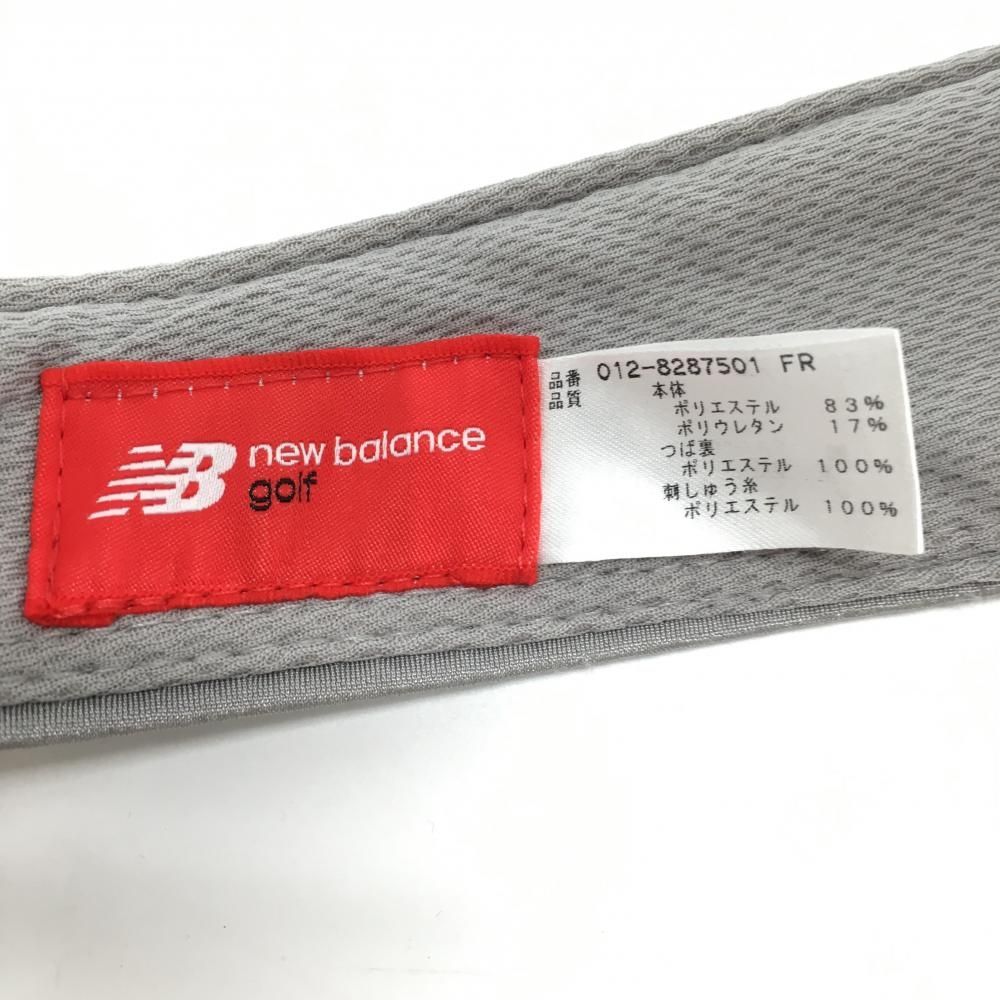 NB new balance
golf
品番 012-8287501 FR
品質 本体
ポリエステル 83%
ポリウレタン 17%
つば裏
ポリエステル 100%
刺しゅう糸
ポリエステル 100%